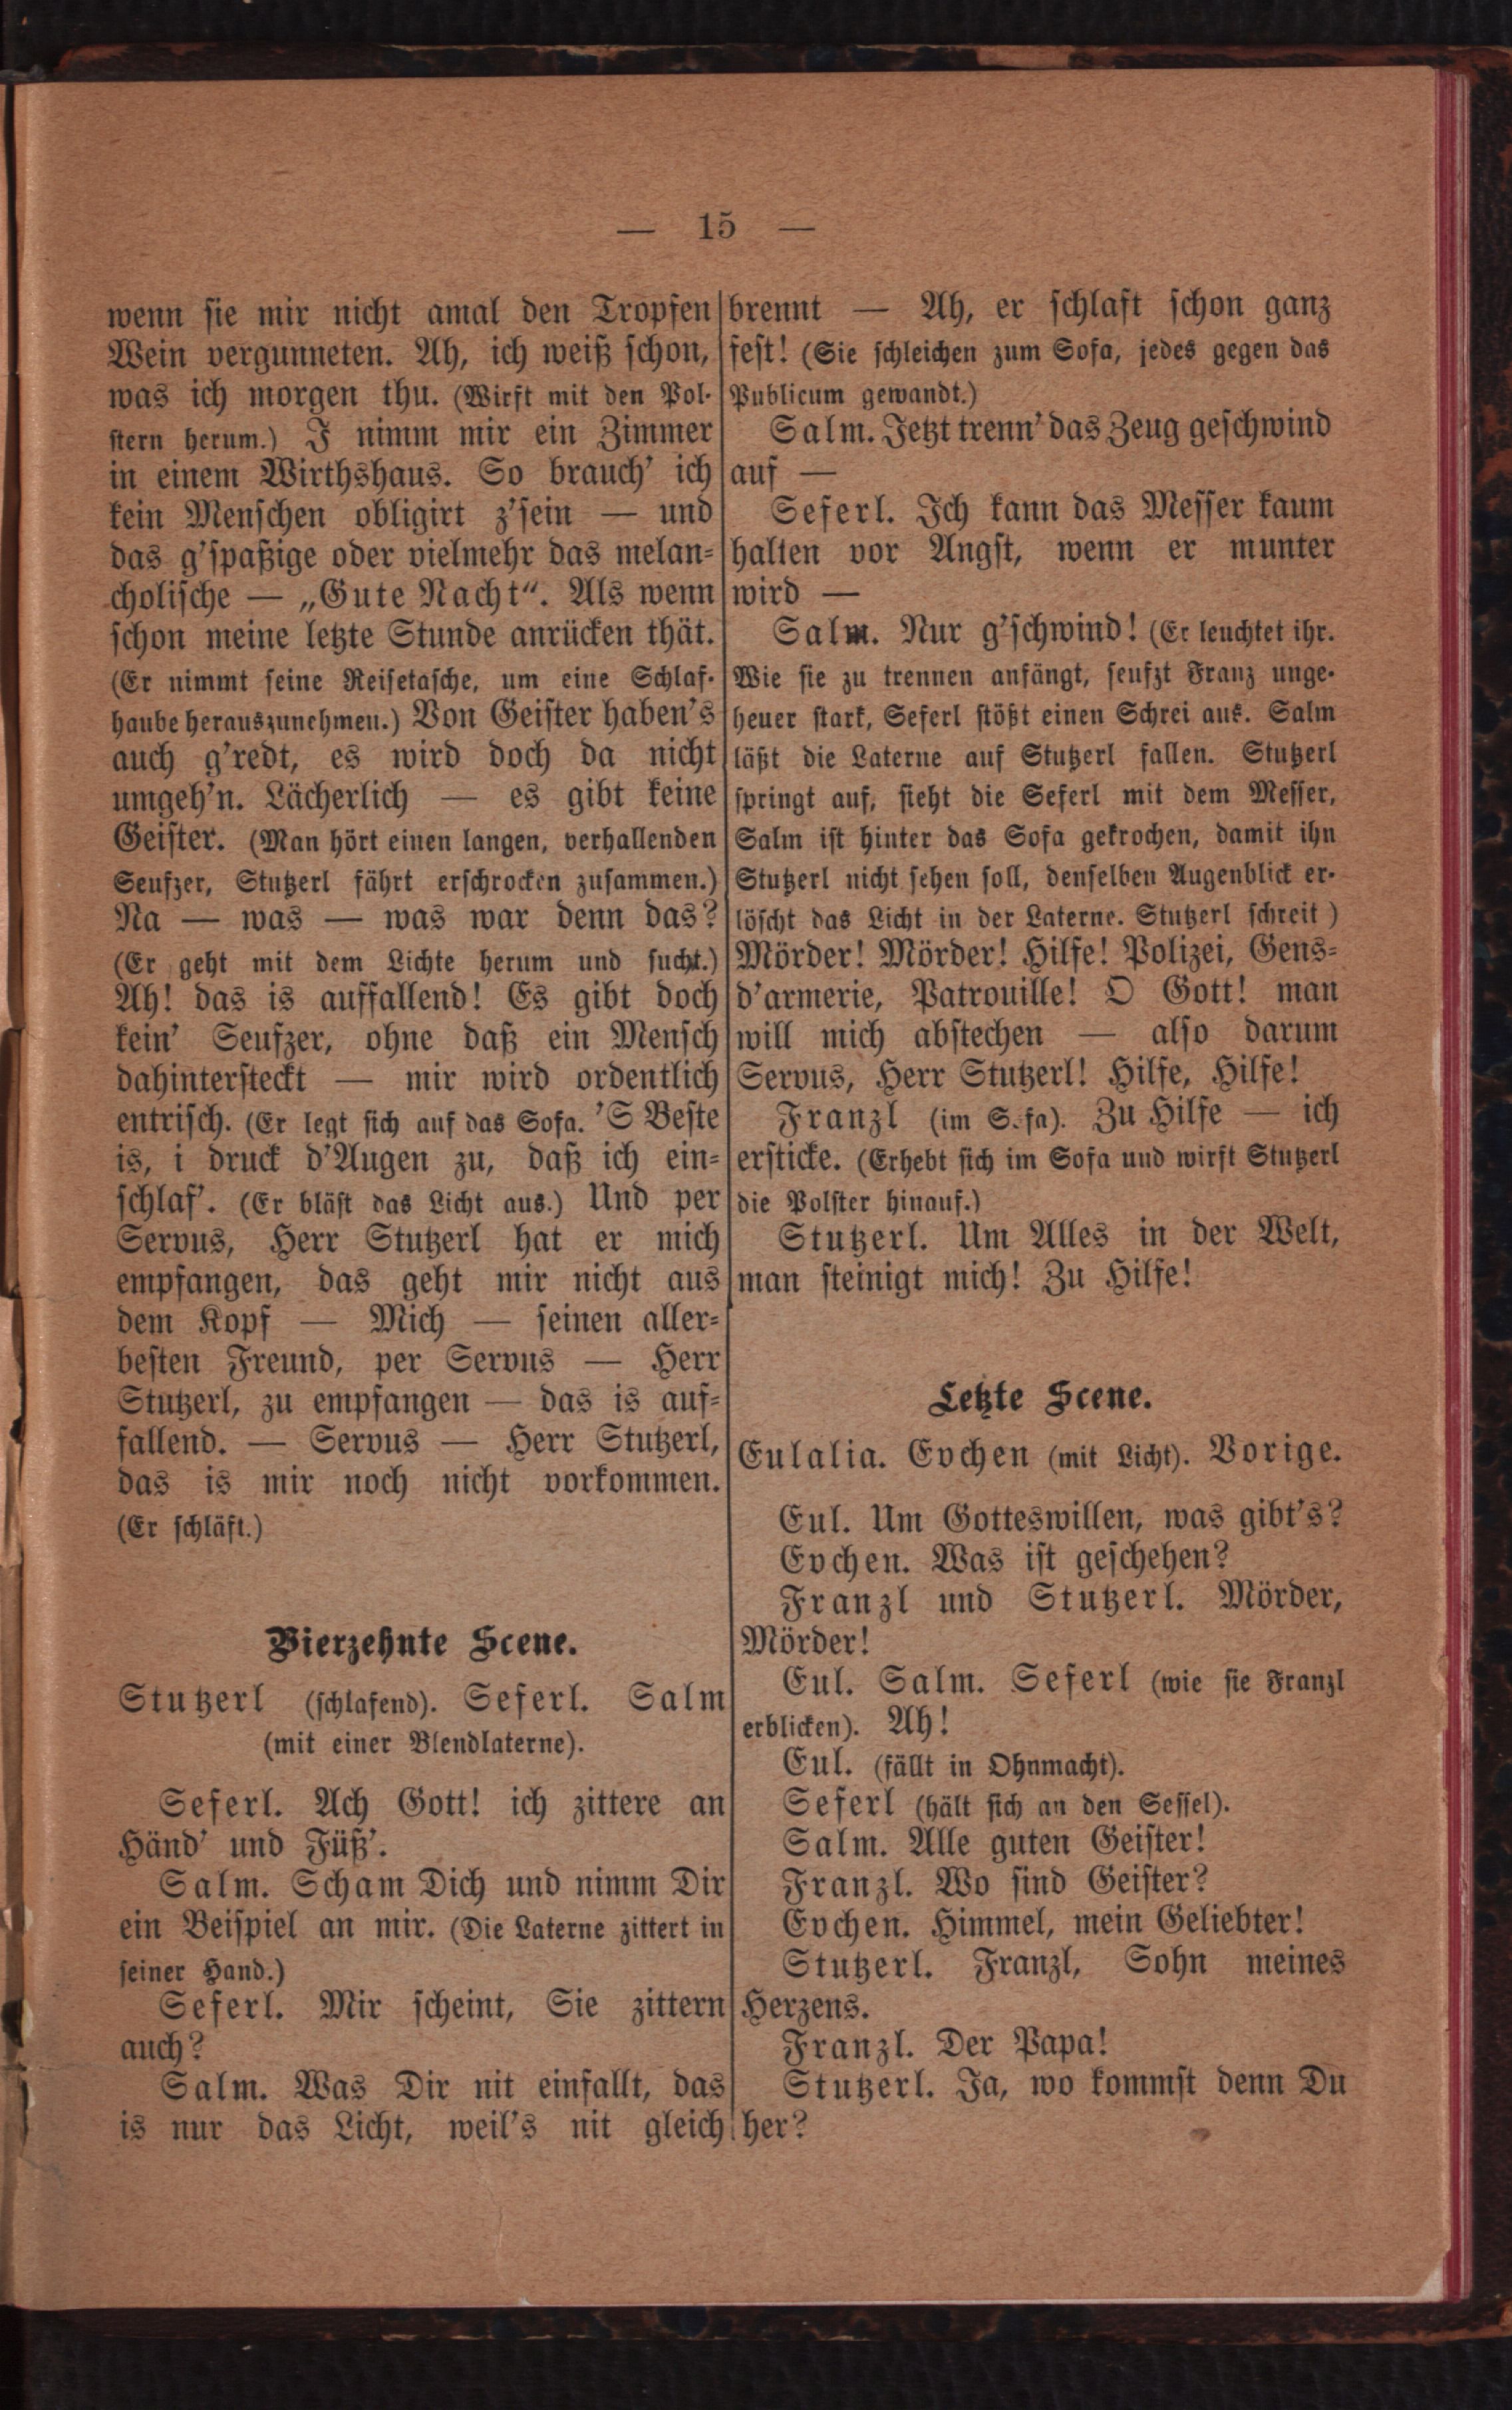 — 15 —
wenn sie mir nicht amal den Tropfen
Wein vergunneten. Ah, ich weiß schon,
was ich morgen thu. (Wirft mit den Pol-
stern herum.) I nimm mir ein Zimmer
in einem Wirthshaus. So brauch' ich
kein Menschen obligirt z'sein — und
das g'spaßige oder vielmehr das melan-
cholische — „Gute Nacht“. Als wenn
schon meine letzte Stunde anrücken thät.
(Er nimmt seine Reisetasche, um eine Schlaf-
haube herauszunehmen.) Von Geister haben's
auch g'redt, es wird doch da nicht
umgeh'n. Lächerlich — es gibt keine
Geister. (Man hört einen langen, verhallenden
Seufzer, Stutzerl fährt erschrocken zusammen.)
Na — was — was war denn das?
(Er geht mit dem Lichte herum und sucht.)
Ah! das is auffallend! Es gibt doch
kein' Seufzer, ohne daß ein Mensch
dahintersteckt — mir wird ordentlich
entrisch. (Er legt sich auf das Sofa. 'S Beste
is, i druck d'Augen zu, daß ich ein-
schlaf'. (Er bläst das Licht aus.) Und per
Servus, Herr Stutzerl hat er mich
empfangen, das geht mir nicht aus
dem Kopf — Mich — seinen aller-
besten Freund, per Servus — Herr
Stutzerl, zu empfangen — das is auf-
fallend. — Servus — Herr Stutzerl,
das is mir noch nicht vorkommen.
(Er schläft.)
Vierzehnte Scene.
Stutzerl (schlafend). Seferl. Salm
(mit einer Blendlaterne).
Seferl. Ach Gott! ich zittere an
Händ' und Füß'.
Salm. Scham Dich und nimm Dir
ein Beispiel an mir. (Die Laterne zittert in
seiner Hand.)
Seferl. Mir scheint, Sie zittern
auch?
Salm. Was Dir nit einfallt, das
is nur das Licht, weil's nit gleich
brennt — Ah, er schlaft schon ganz
fest! (Sie schleichen zum Sofa, jedes gegen das
Publicum gewandt.)
Salm. Jetzt trenn' das Zeug geschwind
auf —
Seferl. Ich kann das Messer kaum
halten vor Angst, wenn er munter
wird —
Salm. Nur g'schwind! (Er leuchtet ihr.
Wie sie zu trennen anfängt, seufzt Franz unge-
heuer stark, Seferl stößt einen Schrei aus. Salm
läßt die Laterne auf Stutzerl fallen. Stutzerl
springt auf, sieht die Seferl mit dem Messer,
Salm ist hinter das Sofa gekrochen, damit ihn
Stutzerl nicht sehen soll, denselben Augenblick er-
löscht das Licht in der Laterne. Stutzerl schreit)
Mörder! Mörder! Hilfe! Polizei, Gens-
d'armerie, Patrouille! O Gott! man
will mich abstechen — also darum
Servus, Herr Stutzerl! Hilfe, Hilfe!
Franzl (im S.fa). Zu Hilfe — ich
ersticke. (Erhebt sich im Sofa und wirft Stutzerl
die Polster hinauf.)
Stutzerl. Um Alles in der Welt,
man steinigt mich! Zu Hilfe!
Letzte Scene.
Eulalia. Evchen (mit Licht). Vorige.
Eul. Um Gotteswillen, was gibt's?
Evchen. Was ist geschehen?
Franzl und Stutzerl. Mörder,
Mörder!
Eul. Salm. Seferl (wie sie Franzl
erblicken). Ah!
Eul. (fällt in Ohnmacht).
Seferl (hält sich an den Sessel).
Salm. Alle guten Geister!
Franzl. Wo sind Geister?
Evchen. Himmel, mein Geliebter!
Stutzerl. Franzl, Sohn meines
Herzens.
Franzl. Der Papa!
Stutzerl. Ja, wo kommst denn Du
her?